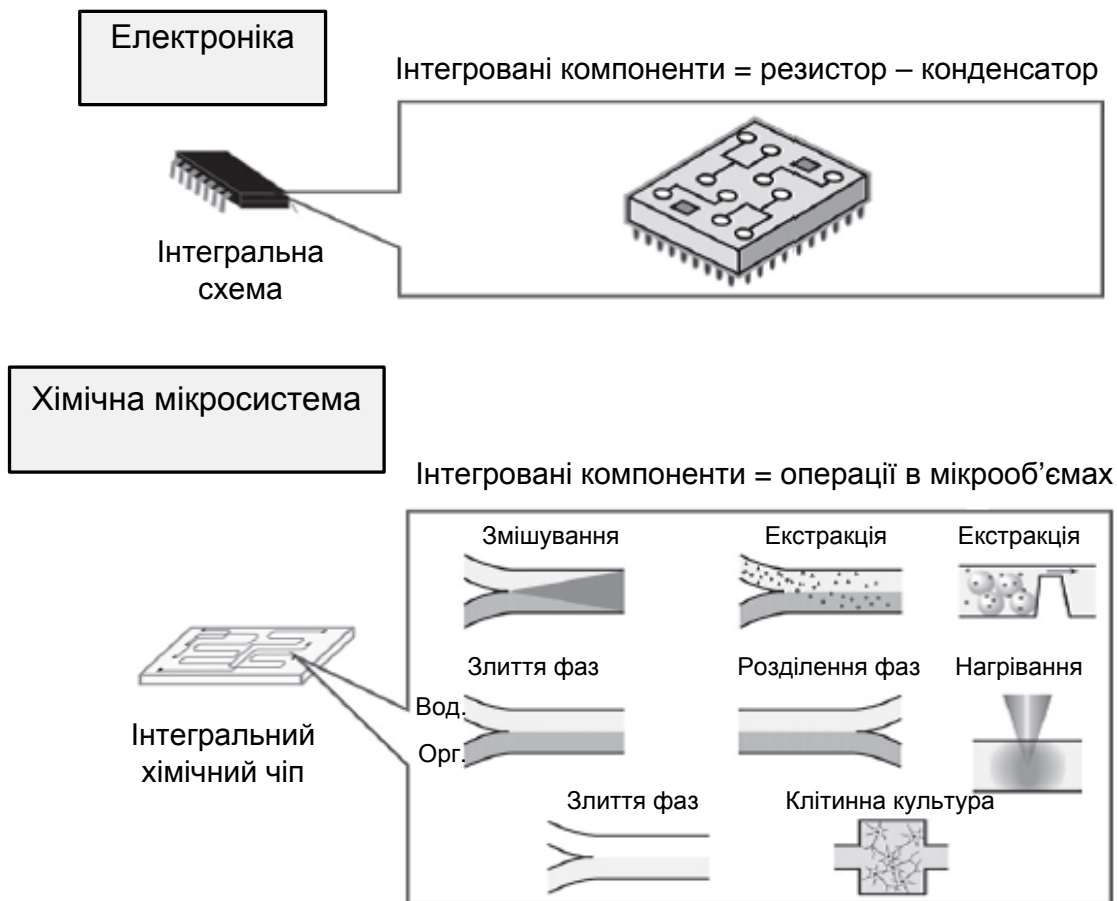 Електроніка
Інтегровані компоненти = резистор – конденсатор
Інтегральна
схема
Хімічна мікросистема
Інтегровані компоненти = операції в мікрооб’ємах
Змішування
Екстракція
Екстракція
Злиття фаз
Розділення фаз
Нагрівання
Вод.
Орг.
Інтегральний
хімічний чіп
Злиття фаз
Клітинна культура